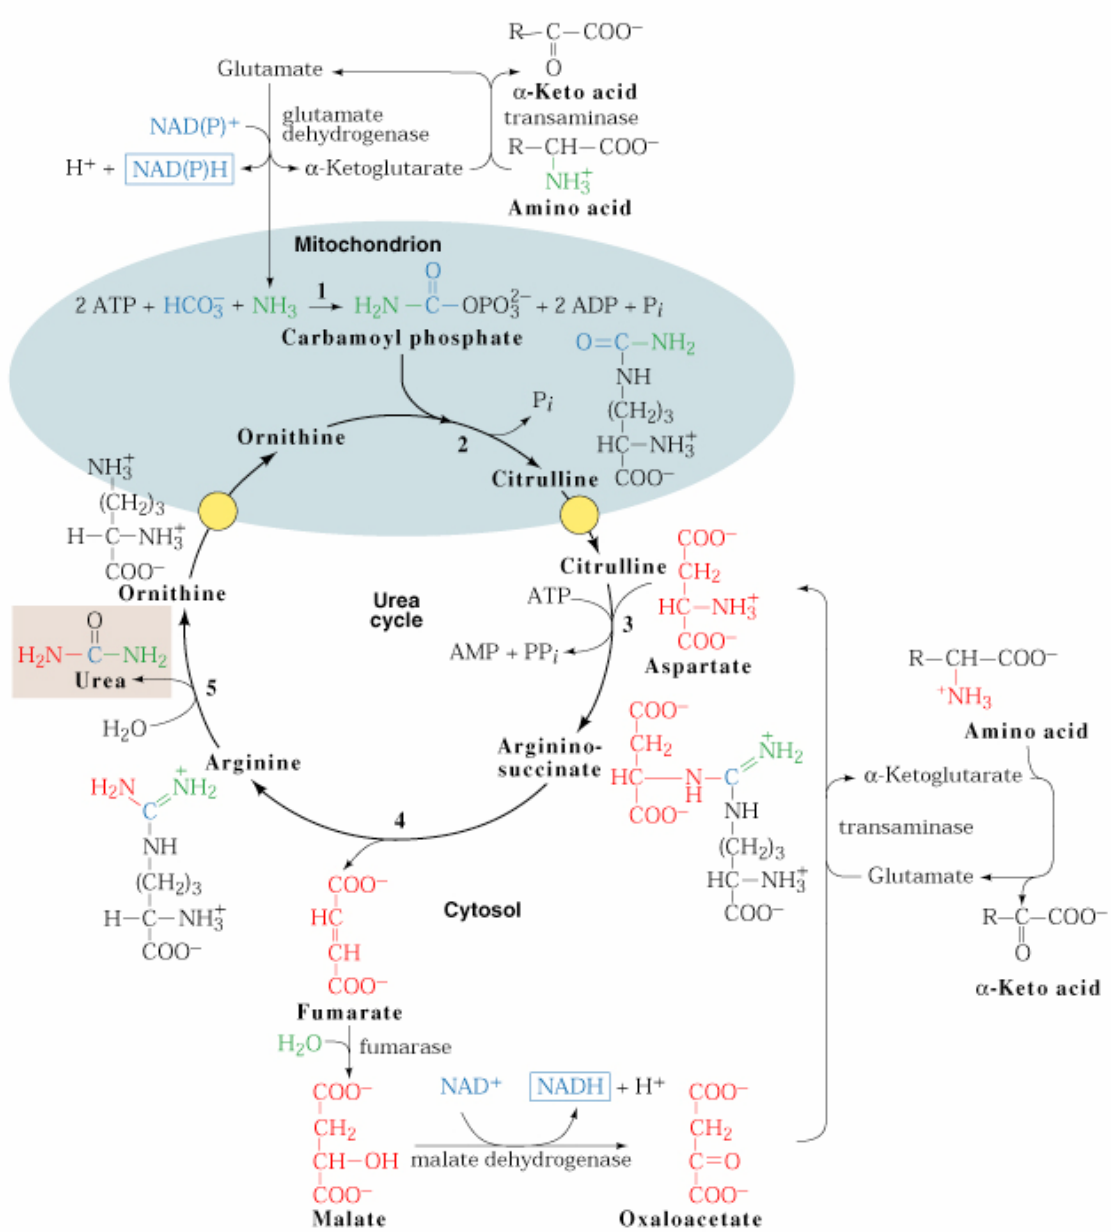 R–C–COO⁻
O
α-Keto acid
Glutamate
transaminase
glutamate
dehydrogenase
NAD(P)⁺
R–CH–COO⁻
H⁺ + NAD(P)H
α-Ketoglutarate
NH₃⁺
Amino acid
Mitochondrion
O
2 ATP + HCO₃⁻ + NH₃ 1 H₂N–C–OPO₃²⁻ + 2 ADP + Pi
Carbamoyl phosphate
O=C–NH₂
NH
(CH₂)₃
HC–NH₃⁺
COO⁻
Pi
Ornithine
2
Citrulline
NH₃⁺
(CH₂)₃
H–C–NH₃⁺
COO⁻
Ornithine
Citrulline
Urea
cycle
ATP
3
AMP + PPi
COO⁻
CH₂
HC–NH₃⁺
COO⁻
Aspartate
O
H₂N–C–NH₂
Urea
5
H₂O
Arginine
H₂N
NH₂⁺
C
NH
(CH₂)₃
H–C–NH₃⁺
COO⁻
Arginino-
succinate
COO⁻
CH₂
HC–N–C=NH₂⁺
H
COO⁻
NH
(CH₂)₃
HC–NH₃⁺
COO⁻
4
R–CH–COO⁻
⁺NH₃
Amino acid
α-Ketoglutarate
transaminase
Glutamate
R–C–COO⁻
O
α-Keto acid
Cytosol
COO⁻
HC
CH
COO⁻
Fumarate
H₂O
fumarase
COO⁻
CH₂
CH–OH
COO⁻
Malate
NAD⁺
NADH + H⁺
malate dehydrogenase
COO⁻
CH₂
C=O
COO⁻
Oxaloacetate